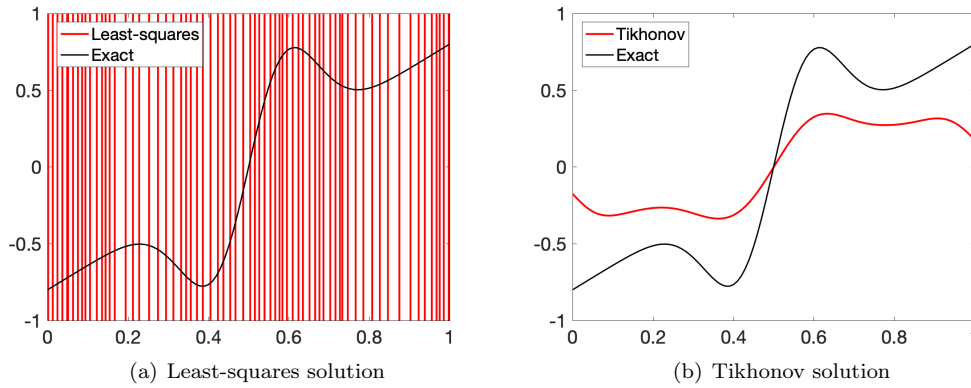 1
0.5
0
-0.5
-1
0 0.2 0.4 0.6 0.8 1
Least-squares
Exact
(a) Least-squares solution
1
0.5
0
-0.5
-1
0 0.2 0.4 0.6 0.8
Tikhonov
Exact
(b) Tikhonov solution